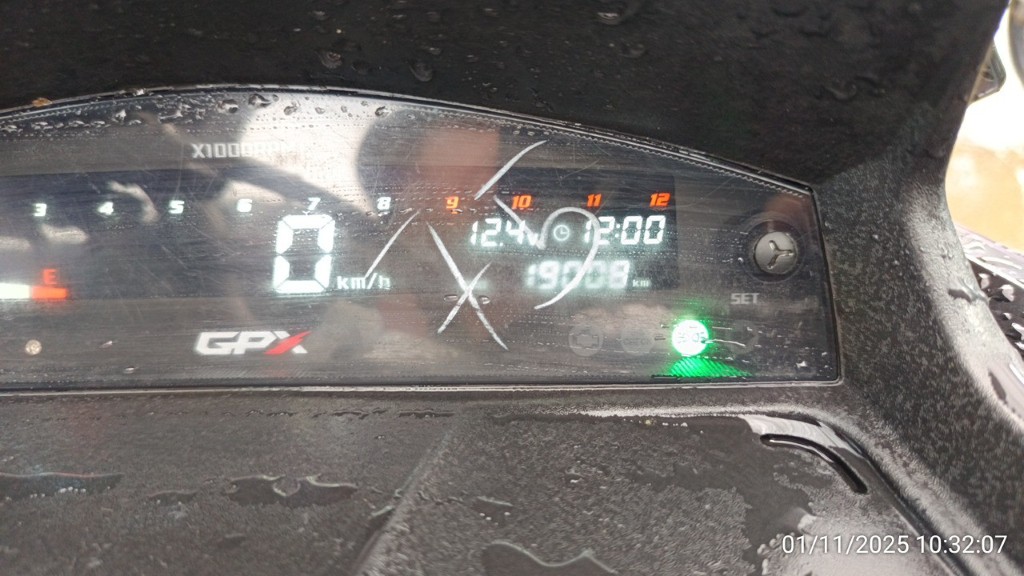 X1000RPM
3 4 5 6 7 8 9 10 11 12
12.4v 12:00
E
0 km/h
19008 km
SET
GPX
01/11/2025 10:32:07